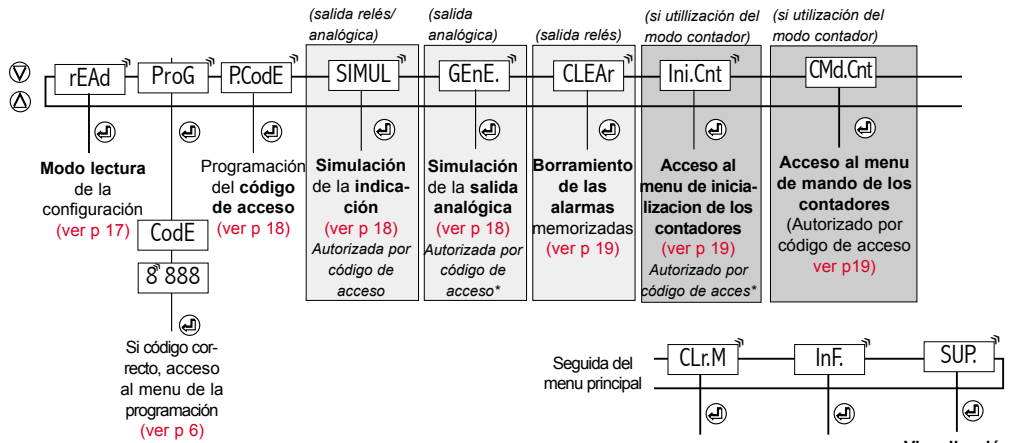 (salida relés/
analógica)
(salida
analógica)
(salida relés)
(si utillización del
modo contador)
(si utilización del
modo contador)
rEAd
ProG
P.CodE
SIMUL
GEnE.
CLEAr
Ini.Cnt
CMd.Cnt
Modo lectura
de la
configuración
(ver p 17)
CodE
8 888
Si código cor-
recto, acceso
al menu de la
programación
(ver p 6)
Programación
del código
de acceso
(ver p 18)
Simulación
de la indica-
ción
(ver p 18)
Autorizada por
código de
acceso
Simulación
de la salida
analógica
(ver p 18)
Autorizada por
código de
acceso*
Borramiento
de las
alarmas
memorizadas
(ver p 19)
Acceso al
menu de inicia-
lizacion de los
contadores
(ver p 19)
Autorizado por
código de acces*
Acceso al menu
de mando de los
contadores
(Autorizado por
código de acceso
ver p19)
Seguida del
menu principal
CLr.M
InF.
SUP.